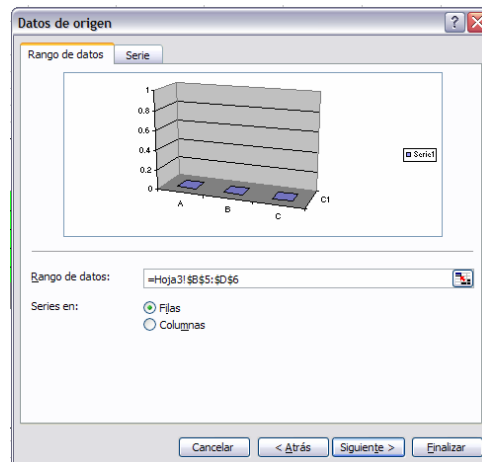 Datos de origen
Rango de datos Serie
1
0.8
0.6
0.4
0.2
0
A
B
C
C1
Serie1
Rango de datos: =Hoja3!$B$5:$D$6
Series en: Filas
Columnas
Cancelar < Atrás Siguiente > Finalizar